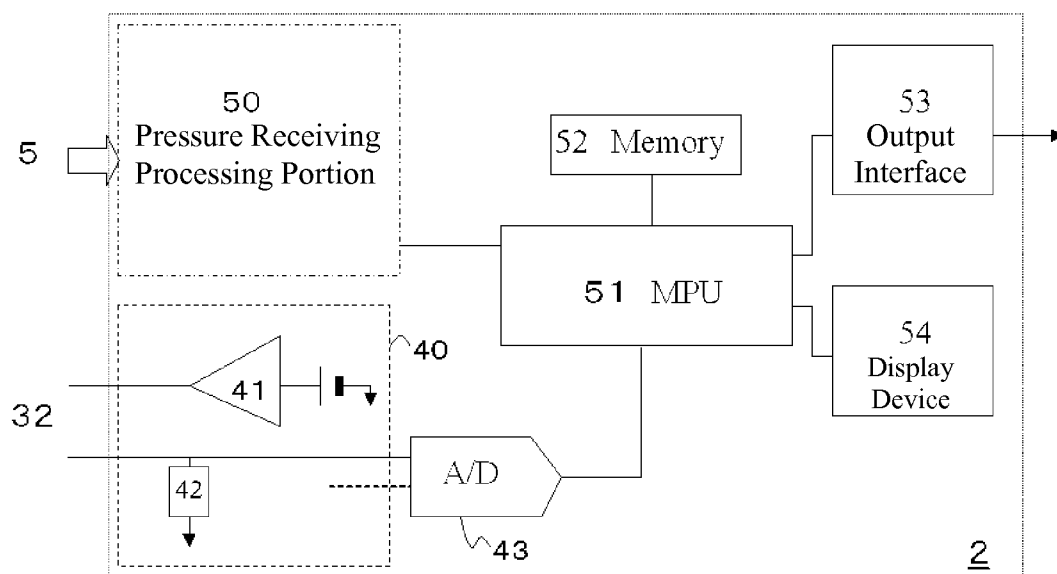 50
Pressure Receiving
Processing Portion
5
52 Memory
53
Output
Interface
51 MPU
54
Display
Device
40
41
32
42
A/D
43
2